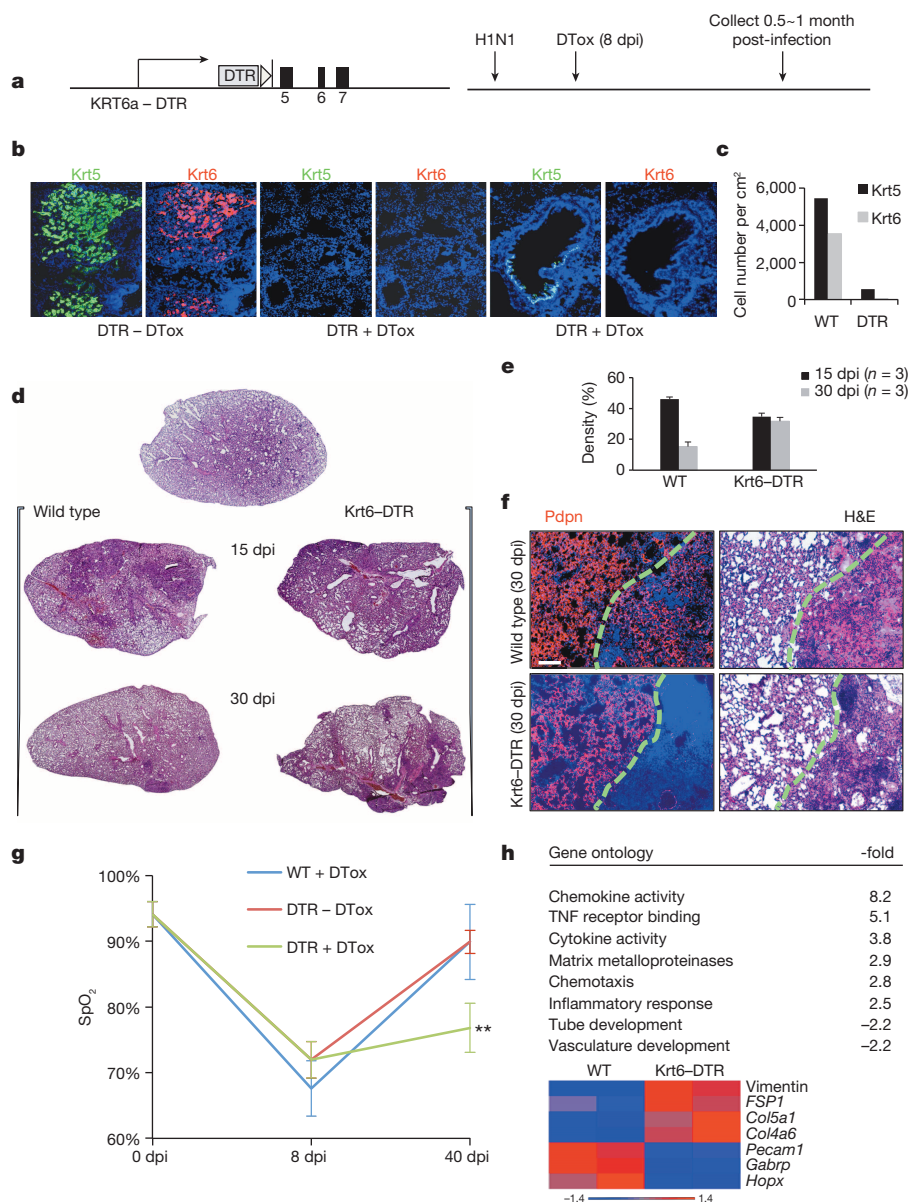 a
KRT6a – DTR
DTR
5 6 7
H1N1
DTox (8 dpi)
Collect 0.5~1 month
post-infection
b
Krt5 Krt6 Krt5 Krt6 Krt5 Krt6
DTR – DTox DTR + DTox DTR + DTox
c
Cell number per cm2
6,000
4,000
2,000
0
WT DTR
Krt5
Krt6
d
Wild type Krt6–DTR
15 dpi
30 dpi
e
Density (%)
60
40
20
0
WT Krt6–DTR
15 dpi (n = 3)
30 dpi (n = 3)
f
Pdpn H&E
Wild type (30 dpi)
Krt6–DTR (30 dpi)
g
SpO2
100%
90%
80%
70%
60%
0 dpi 8 dpi 40 dpi
WT + DTox
DTR – DTox
DTR + DTox
**
h
Gene ontology -fold
Chemokine activity 8.2
TNF receptor binding 5.1
Cytokine activity 3.8
Matrix metalloproteinases 2.9
Chemotaxis 2.8
Inflammatory response 2.5
Tube development –2.2
Vasculature development –2.2
WT Krt6–DTR
Vimentin
FSP1
Col5a1
Col4a6
Pecam1
Gabrp
Hopx
–1.4 1.4